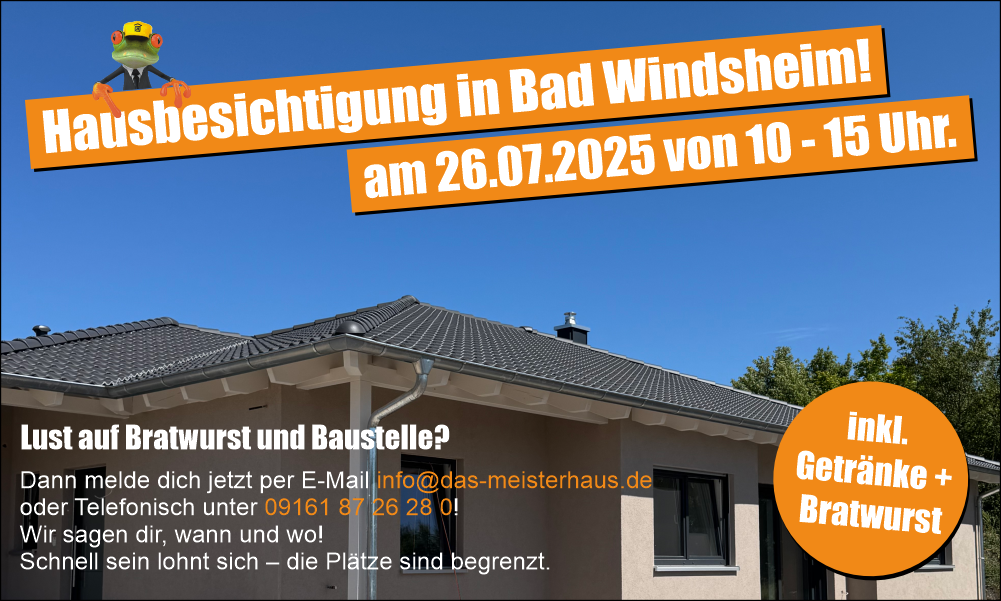 Hausbesichtigung in Bad Windsheim!
am 26.07.2025 von 10 - 15 Uhr.
Lust auf Bratwurst und Baustelle?
Dann melde dich jetzt per E-Mail info@das-meisterhaus.de
oder Telefonisch unter 09161 87 26 28 0!
Wir sagen dir, wann und wo!
Schnell sein lohnt sich – die Plätze sind begrenzt.
inkl.
Getränke +
Bratwurst